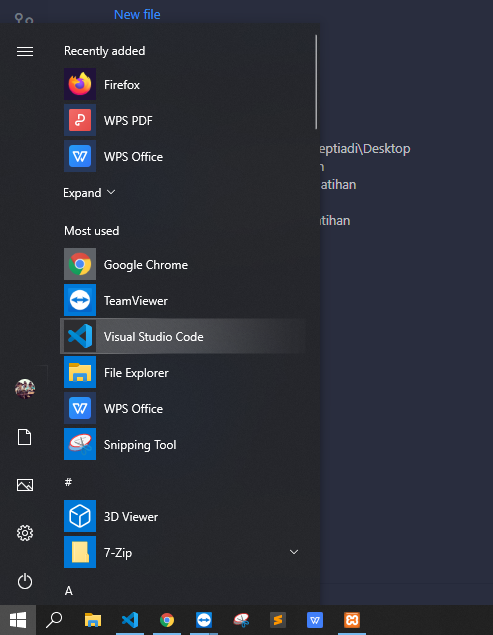 New file
Recently added
Firefox
WPS PDF
WPS Office
Expand
Most used
Google Chrome
TeamViewer
Visual Studio Code
File Explorer
WPS Office
Snipping Tool
#
3D Viewer
7-Zip
A
eptiadi\Desktop
atihan
atihan